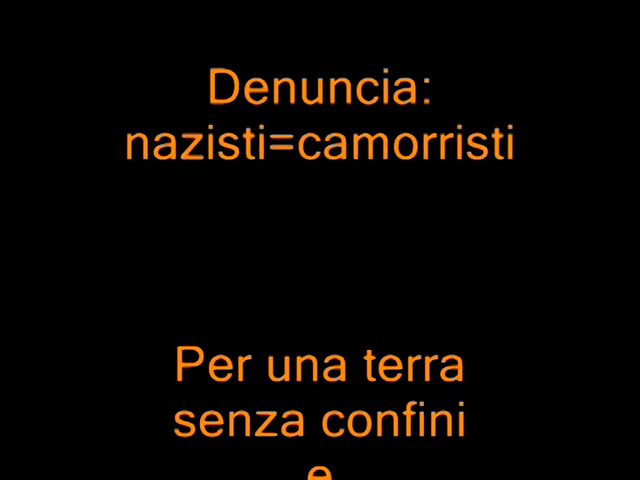 Denuncia:
nazisti=camorristi
Per una terra
senza confini
e